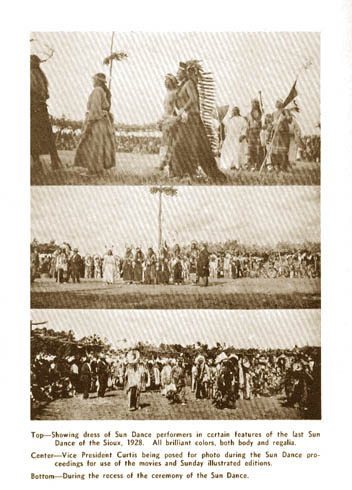 Top—Showing dress of Sun Dance performers in certain features of the last Sun
Dance of the Sioux, 1928. All brilliant colors, both body and regalia.
Center—Vice President Curtis being posed for photo during the Sun Dance pro-
ceedings for use of the movies and Sunday illustrated editions.
Bottom—During the recess of the ceremony of the Sun Dance.